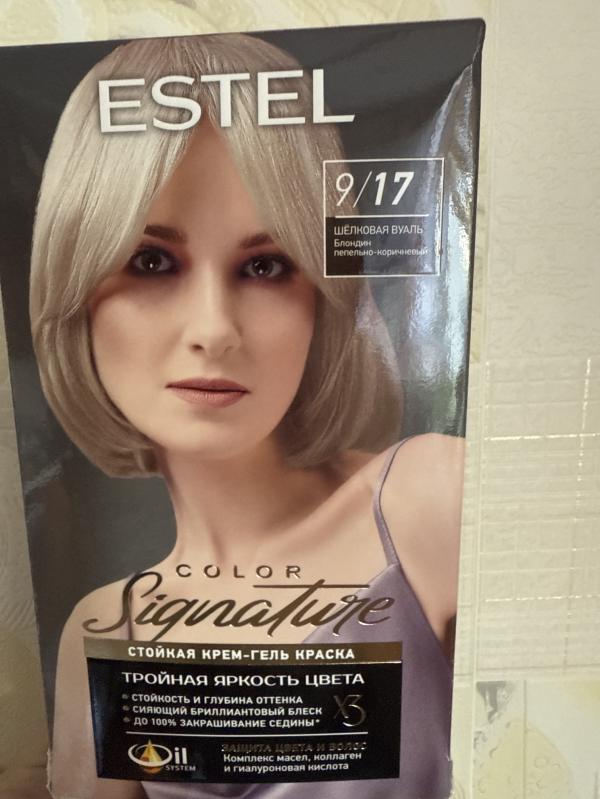 ESTEL
9/17
ШЁЛКОВАЯ ВУАЛЬ
Блондин
пепельно-коричневый
COLOR
Signature
СТОЙКАЯ КРЕМ-ГЕЛЬ КРАСКА
ТРОЙНАЯ ЯРКОСТЬ ЦВЕТА
СТОЙКОСТЬ И ГЛУБИНА ОТТЕНКА
СИЯЮЩИЙ БРИЛЛИАНТОВЫЙ БЛЕСК
ДО 100% ЗАКРАШИВАНИЕ СЕДИНЫ*
X3
Oil
SYSTEM
ЗАЩИТА ЦВЕТА И ВОЛОС
Комплекс масел, коллаген
и гиалуроновая кислота